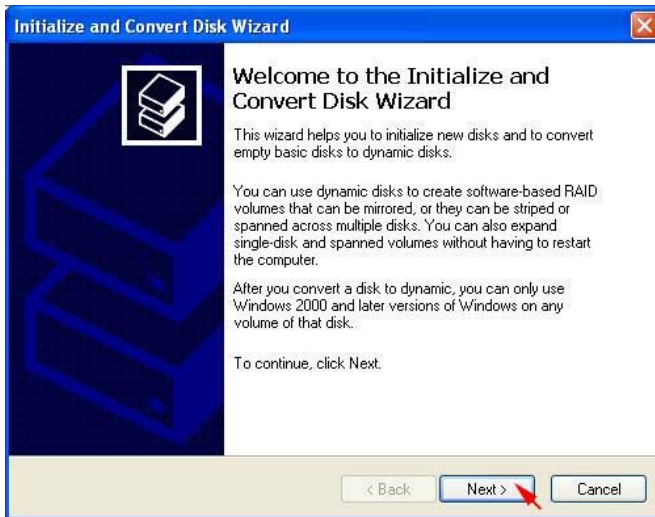 Initialize and Convert Disk Wizard
Welcome to the Initialize and
Convert Disk Wizard
This wizard helps you to initialize new disks and to convert
empty basic disks to dynamic disks.
You can use dynamic disks to create software-based RAID
volumes that can be mirrored, or they can be striped or
spanned across multiple disks. You can also expand
single-disk and spanned volumes without having to restart
the computer.
After you convert a disk to dynamic, you can only use
Windows 2000 and later versions of Windows on any
volume of that disk.
To continue, click Next.
< Back Next > Cancel